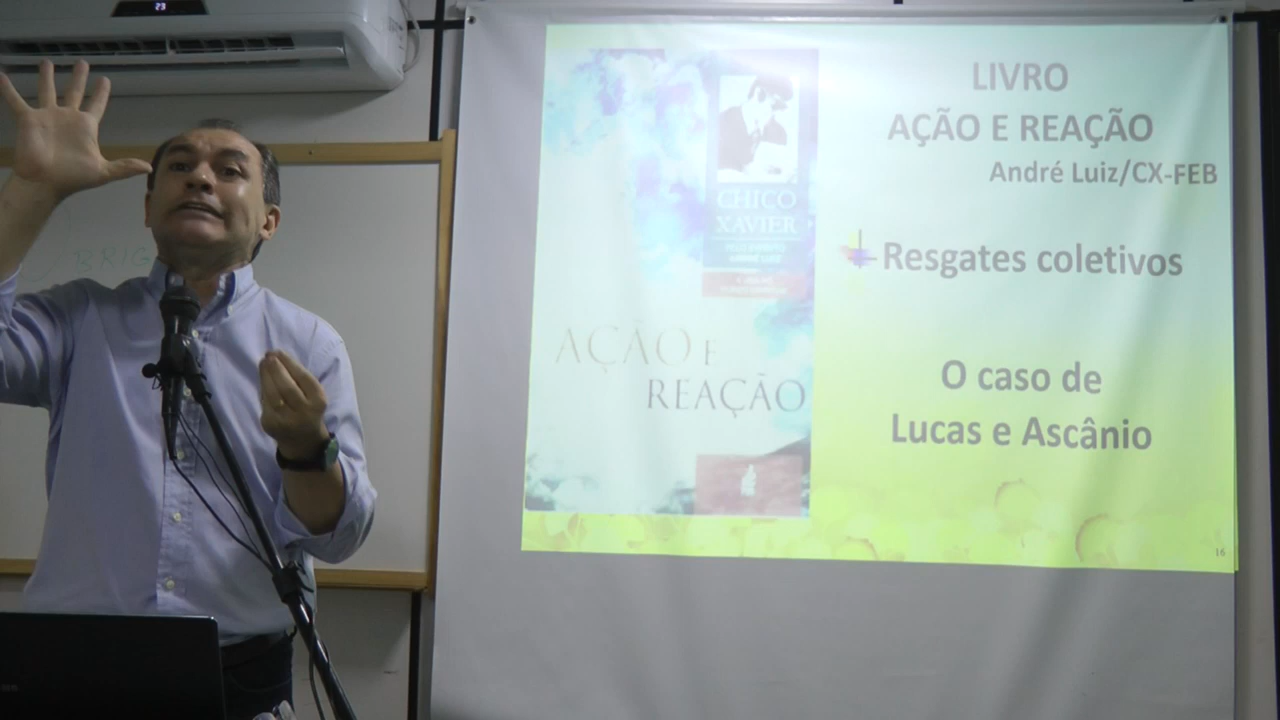 23
BRIG
LIVRO
AÇÃO E REAÇÃO
André Luiz/CX-FEB
Resgates coletivos
O caso de
Lucas e Ascânio
16
CHICO
XAVIER
AÇÃO E
REAÇÃO